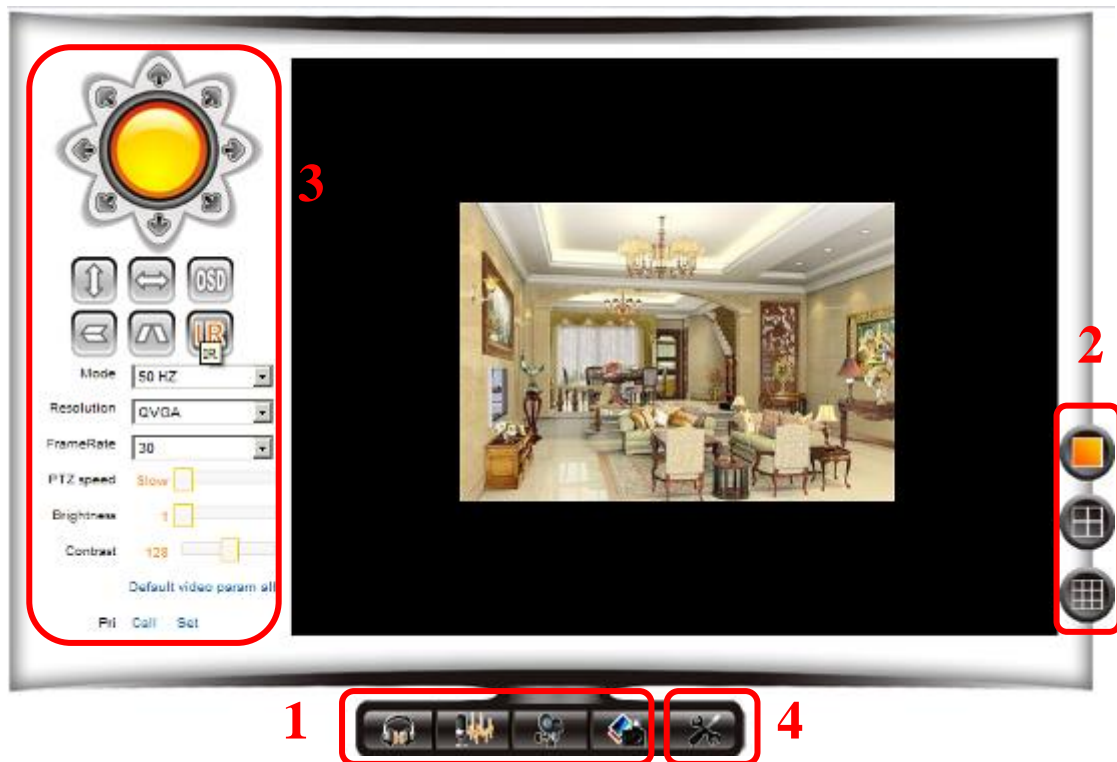 3
OSD
IR
IR
Mode 50 HZ
2
Resolution QVGA
FrameRate 30
PTZ speed Slow
Brightness 1
Contrast 128
Default video param all
Pri Call Set
1
4